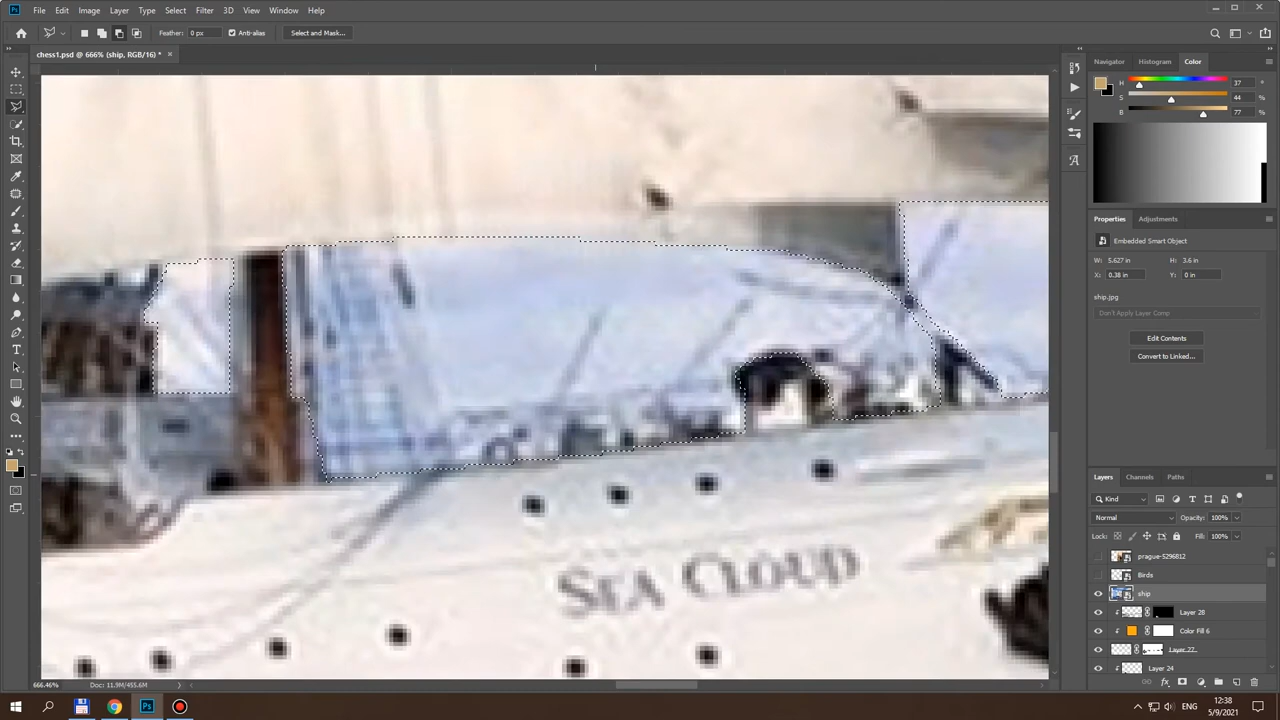 Ps File Edit Image Layer Type Select Filter 3D View Window Help
Feather: 0 px Anti-alias Select and Mask...
chess1.psd @ 666% (ship, RGB/16) *
Navigator Histogram Color
H 37 °
S 44 %
B 77 %
Properties Adjustments
Embedded Smart Object
W: 5.627 in H: 3.6 in
X: 0.38 in Y: 0 in
ship.jpg
Don't Apply Layer Comp
Edit Contents
Convert to Linked...
SEA CLOUD
Layers Channels Paths
Kind
Normal Opacity: 100%
Lock: Fill: 100%
prague-5296812
Birds
ship
Layer 28
Color Fill 6
Layer 27
Layer 24
666.46% Doc: 11.9M/455.6M
ENG 12:38
5/9/2021